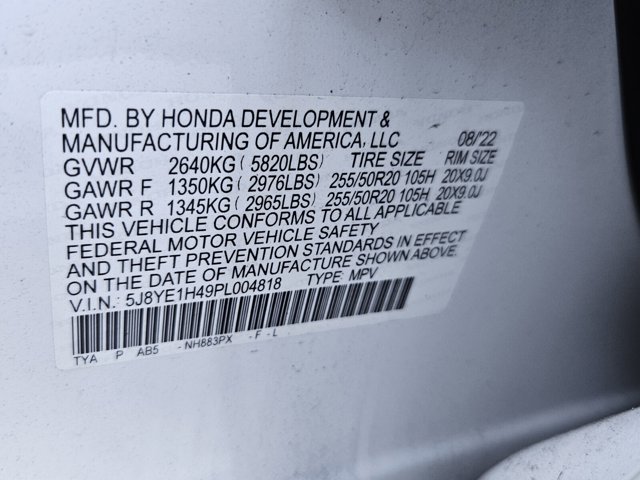 MFD. BY HONDA DEVELOPMENT &
MANUFACTURING OF AMERICA, LLC 08/'22
GVWR 2640KG ( 5820LBS) TIRE SIZE RIM SIZE
GAWR F 1350KG ( 2976LBS) 255/50R20 105H 20X9.0J
GAWR R 1345KG ( 2965LBS) 255/50R20 105H 20X9.0J
THIS VEHICLE CONFORMS TO ALL APPLICABLE
FEDERAL MOTOR VEHICLE SAFETY
AND THEFT PREVENTION STANDARDS IN EFFECT
ON THE DATE OF MANUFACTURE SHOWN ABOVE.
V.I.N.: 5J8YE1H49PL004818 TYPE: MPV
TYA P AB5 -NH883PX -F -L